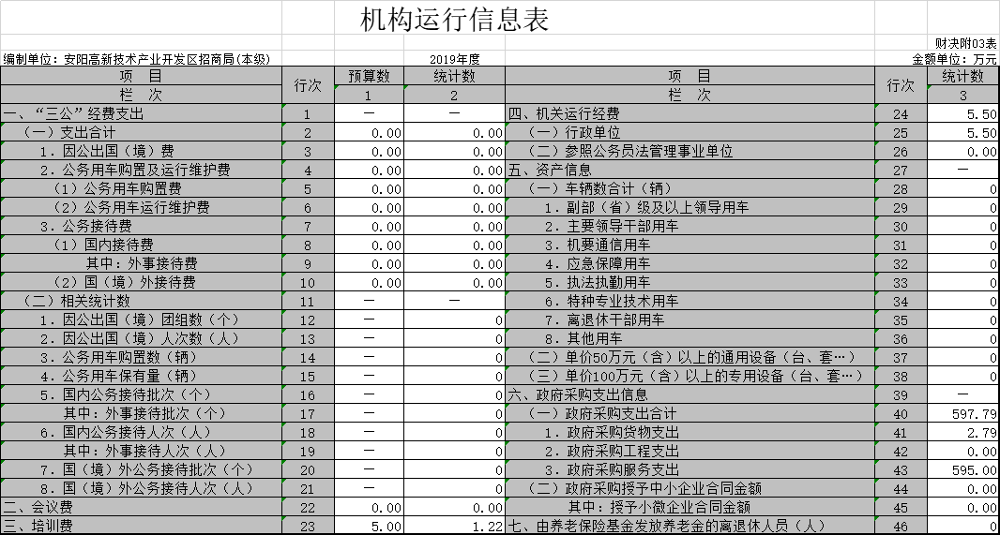 机构运行信息表
财决附03表
编制单位：安阳高新技术产业开发区招商局(本级) 2019年度 金额单位：万元
项 目 行次 预算数 统计数 项 目 行次 统计数
栏 次 1 2 栏 次 3
一、“三公”经费支出 1 — — 四、机关运行经费 24 5.50
（一）支出合计 2 0.00 0.00 （一）行政单位 25 5.50
1．因公出国（境）费 3 0.00 0.00 （二）参照公务员法管理事业单位 26 0.00
2．公务用车购置及运行维护费 4 0.00 0.00 五、资产信息 27 —
（1）公务用车购置费 5 0.00 0.00 （一）车辆数合计（辆） 28 0
（2）公务用车运行维护费 6 0.00 0.00 1．副部（省）级及以上领导用车 29 0
3．公务接待费 7 0.00 0.00 2．主要领导干部用车 30 0
（1）国内接待费 8 0.00 0.00 3．机要通信用车 31 0
其中：外事接待费 9 0.00 0.00 4．应急保障用车 32 0
（2）国（境）外接待费 10 0.00 0.00 5．执法执勤用车 33 0
（二）相关统计数 11 — — 6．特种专业技术用车 34 0
1．因公出国（境）团组数（个） 12 — 0 7．离退休干部用车 35 0
2．因公出国（境）人次数（人） 13 — 0 8．其他用车 36 0
3．公务用车购置数（辆） 14 — 0 （二）单价50万元（含）以上的通用设备（台、套…） 37 0
4．公务用车保有量（辆） 15 — 0 （三）单价100万元（含）以上的专用设备（台、套…） 38 0
5．国内公务接待批次（个） 16 — 0 六、政府采购支出信息 39 —
其中：外事接待批次（个） 17 — 0 （一）政府采购支出合计 40 597.79
6．国内公务接待人次（人） 18 — 0 1．政府采购货物支出 41 2.79
其中：外事接待人次（人） 19 — 0 2．政府采购工程支出 42 0.00
7．国（境）外公务接待批次（个） 20 — 0 3．政府采购服务支出 43 595.00
8．国（境）外公务接待人次（人） 21 — 0 （二）政府采购授予中小企业合同金额 44 0.00
二、会议费 22 0.00 0.00 其中：授予小微企业合同金额 45 0.00
三、培训费 23 5.00 1.22 七、由养老保险基金发放养老金的离退休人员（人） 46 0